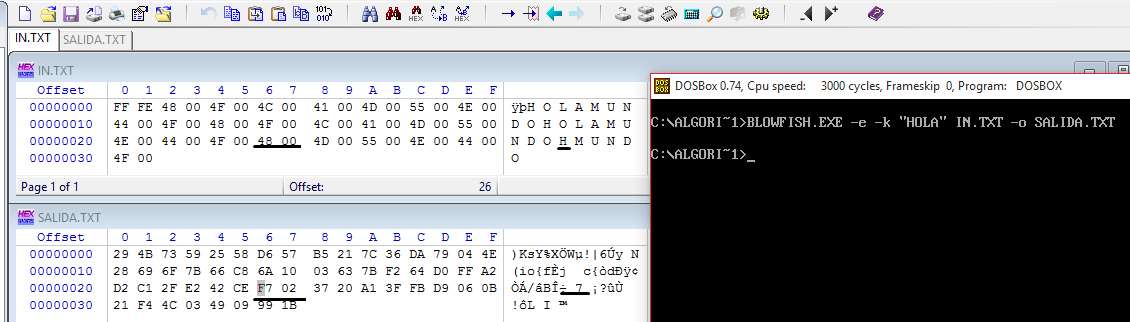 IN.TXT SALIDA.TXT
IN.TXT
Offset 0 1 2 3 4 5 6 7 8 9 A B C D E F
00000000 FF FE 48 00 4F 00 4C 00 41 00 4D 00 55 00 4E 00 ÿþHOLAMUN
00000010 44 00 4F 00 48 00 4F 00 4C 00 41 00 4D 00 55 00 DOHOLAMU
00000020 4E 00 44 00 4F 00 48 00 4D 00 55 00 4E 00 44 00 NDOHMUND
00000030 4F 00 O
Page 1 of 1 Offset: 26
SALIDA.TXT
Offset 0 1 2 3 4 5 6 7 8 9 A B C D E F
00000000 29 4B 73 59 25 58 D6 57 B5 21 7C 36 DA 79 04 4E )KsY%XÖWµ!|6Úy N
00000010 28 69 6F 7B 66 C8 6A 10 03 63 7B F2 64 D0 FF A2 (io{fÈj c{òdÐÿ¢
00000020 D2 C1 2F E2 42 CE F7 02 37 20 A1 3F FB D9 06 0B ÒÁ/âBÎ÷ 7 ¡?ûÙ
00000030 21 F4 4C 03 49 09 99 1B !ôL I ™
DOSBox 0.74, Cpu speed: 3000 cycles, Frameskip 0, Program: DOSBOX
C:\ALGORI~1>BLOWFISH.EXE -e -k "HOLA" IN.TXT -o SALIDA.TXT
C:\ALGORI~1>_